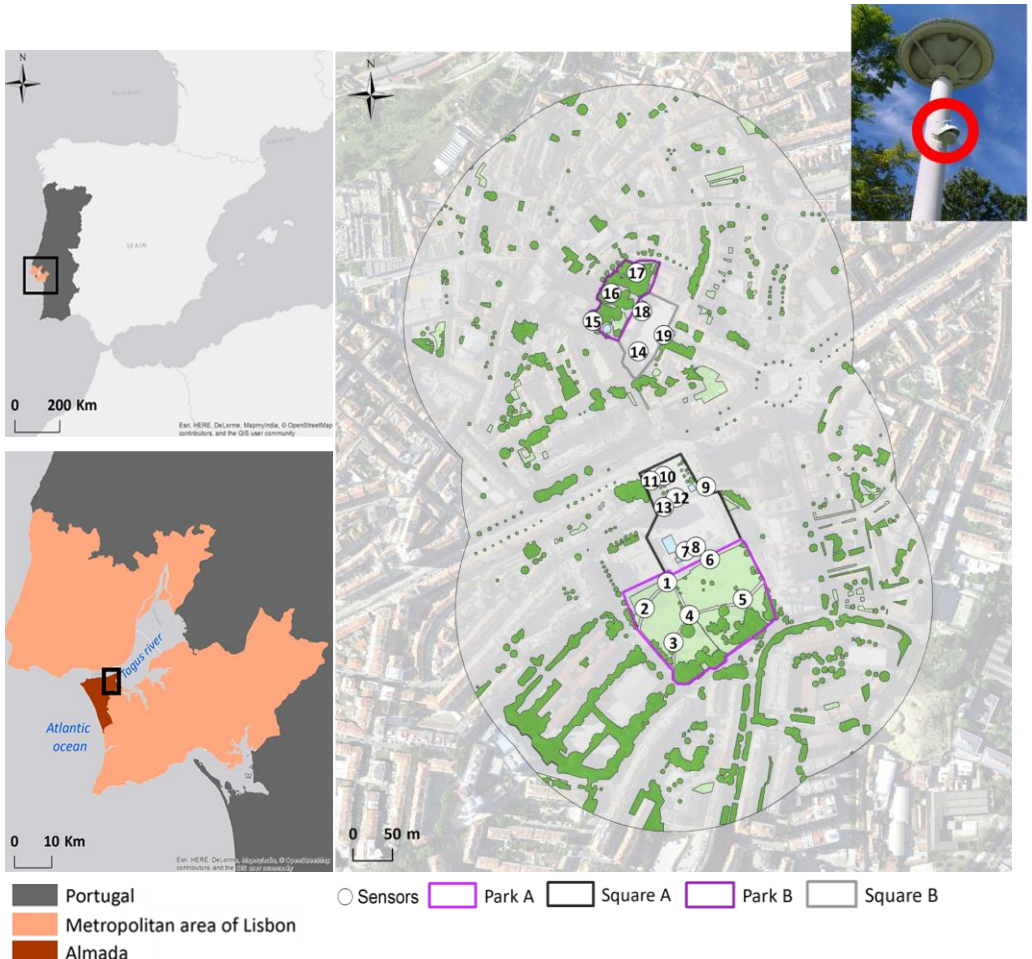 N
SPAIN
0 200 Km
Esri, HERE, DeLorme, MapmyIndia, © OpenStreetMap
contributors, and the GIS user community
Tagus river
Atlantic
ocean
0 10 Km
Esri, HERE, DeLorme, MapmyIndia, © OpenStreetMap
contributors, and the GIS user community
Portugal
Metropolitan area of Lisbon
Almada
N
17
16
18
15
19
14
10
11
9
12
13
8
7
6
1
5
2
4
3
0 50 m
Sensors Park A Square A Park B Square B